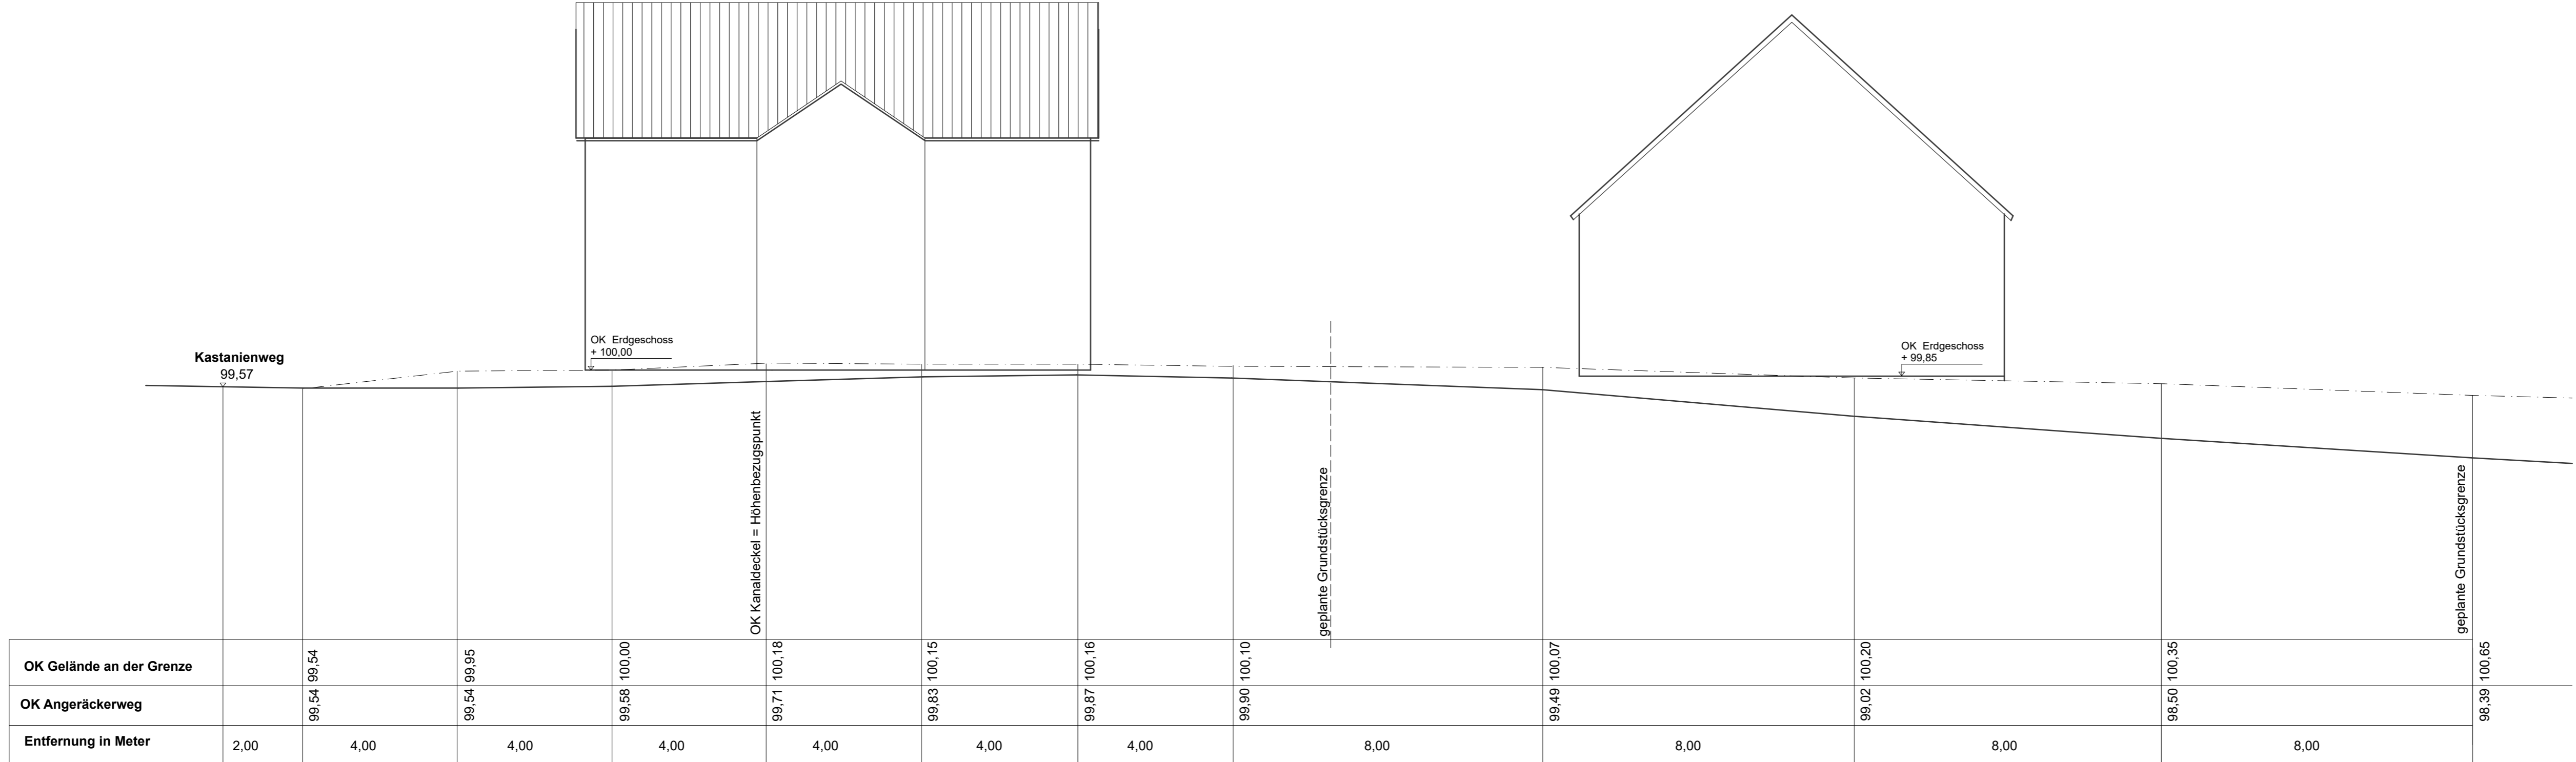 OK Erdgeschoss
+ 100,00
OK Erdgeschoss
+ 99,85
Kastanienweg
99,57
OK Kanaldeckel = Höhenbezugspunkt
geplante Grundstücksgrenze
geplante Grundstücksgrenze
OK Gelände an der Grenze 99,54 99,95 100,00 100,18 100,15 100,16 100,10 100,07 100,20 100,35 100,65
OK Angeräckerweg 99,54 99,54 99,58 99,71 99,83 99,87 99,90 99,49 99,02 98,50 98,39
Entfernung in Meter 2,00 4,00 4,00 4,00 4,00 4,00 4,00 8,00 8,00 8,00 8,00